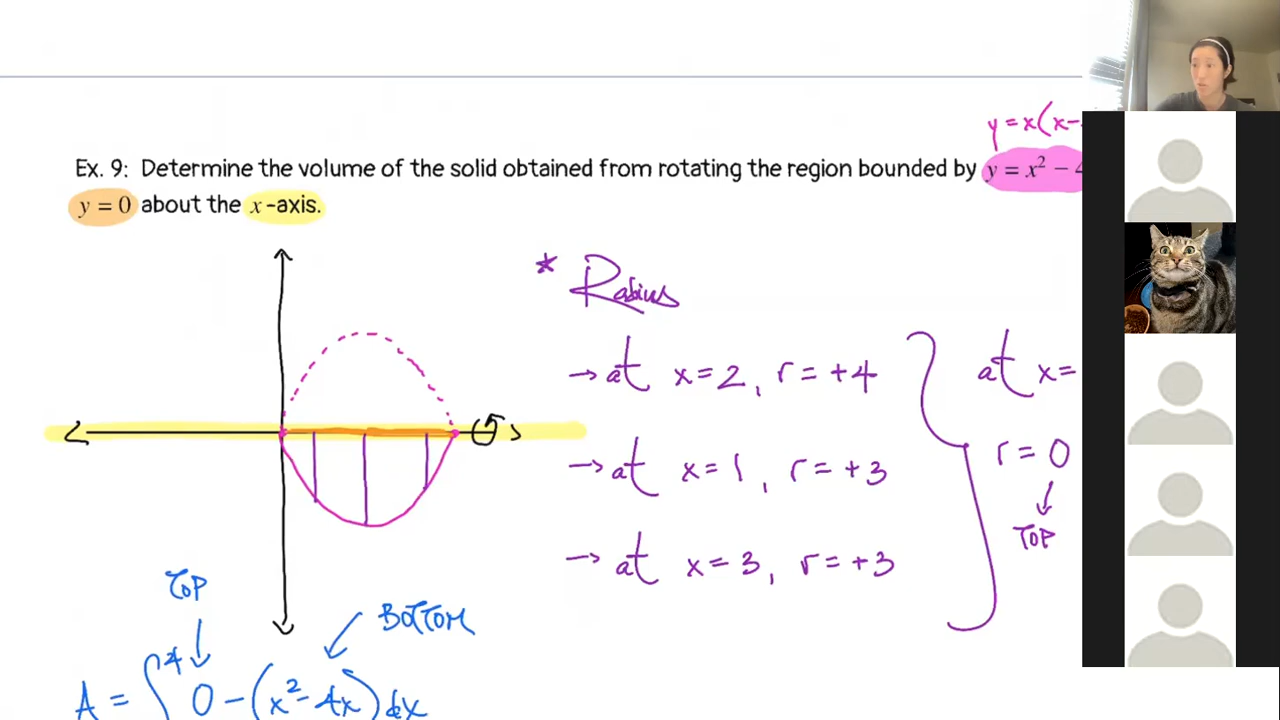 y = x(x-
Ex. 9: Determine the volume of the solid obtained from rotating the region bounded by y = x² −
y = 0 about the x-axis.
* Radius
→ at x = 2, r = +4
→ at x = 1, r = +3
→ at x = 3, r = +3
at x =
r = 0
↓
TOP
TOP
↓
BOTTOM
A = ∫⁴ 0 − (x² − 4x) dx